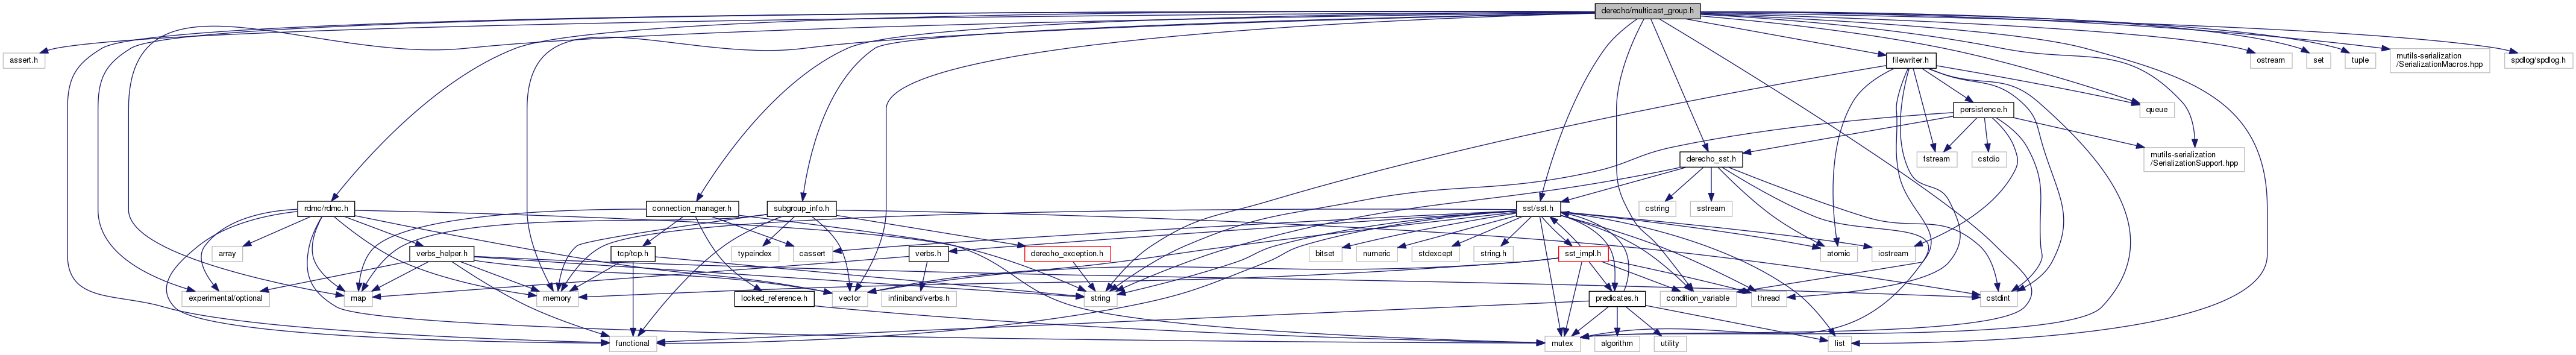 derecho/multicast_group.h
assert.h
filewriter.h
ostream
set
tuple
mutils-serialization
/SerializationMacros.hpp
spdlog/spdlog.h
persistence.h
queue
derecho_sst.h
fstream
cstdio
mutils-serialization
/SerializationSupport.hpp
rdmc/rdmc.h
connection_manager.h
subgroup_info.h
sst/sst.h
cstring
sstream
array
verbs_helper.h
tcp/tcp.h
typeindex
cassert
verbs.h
derecho_exception.h
bitset
numeric
stdexcept
string.h
sst_impl.h
atomic
iostream
experimental/optional
map
memory
locked_reference.h
vector
infiniband/verbs.h
string
predicates.h
condition_variable
thread
cstdint
functional
mutex
algorithm
utility
list